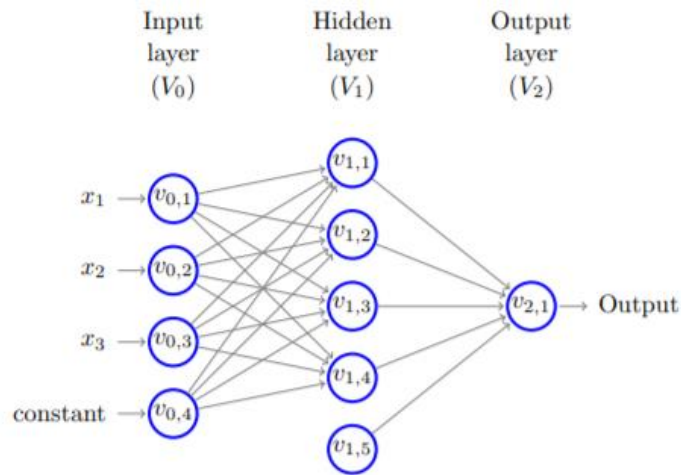 Input layer (V₀)
Hidden layer (V₁)
Output layer (V₂)
x₁
x₂
x₃
constant
v₀,₁
v₀,₂
v₀,₃
v₀,₄
v₁,₁
v₁,₂
v₁,₃
v₁,₄
v₁,₅
v₂,₁
Output